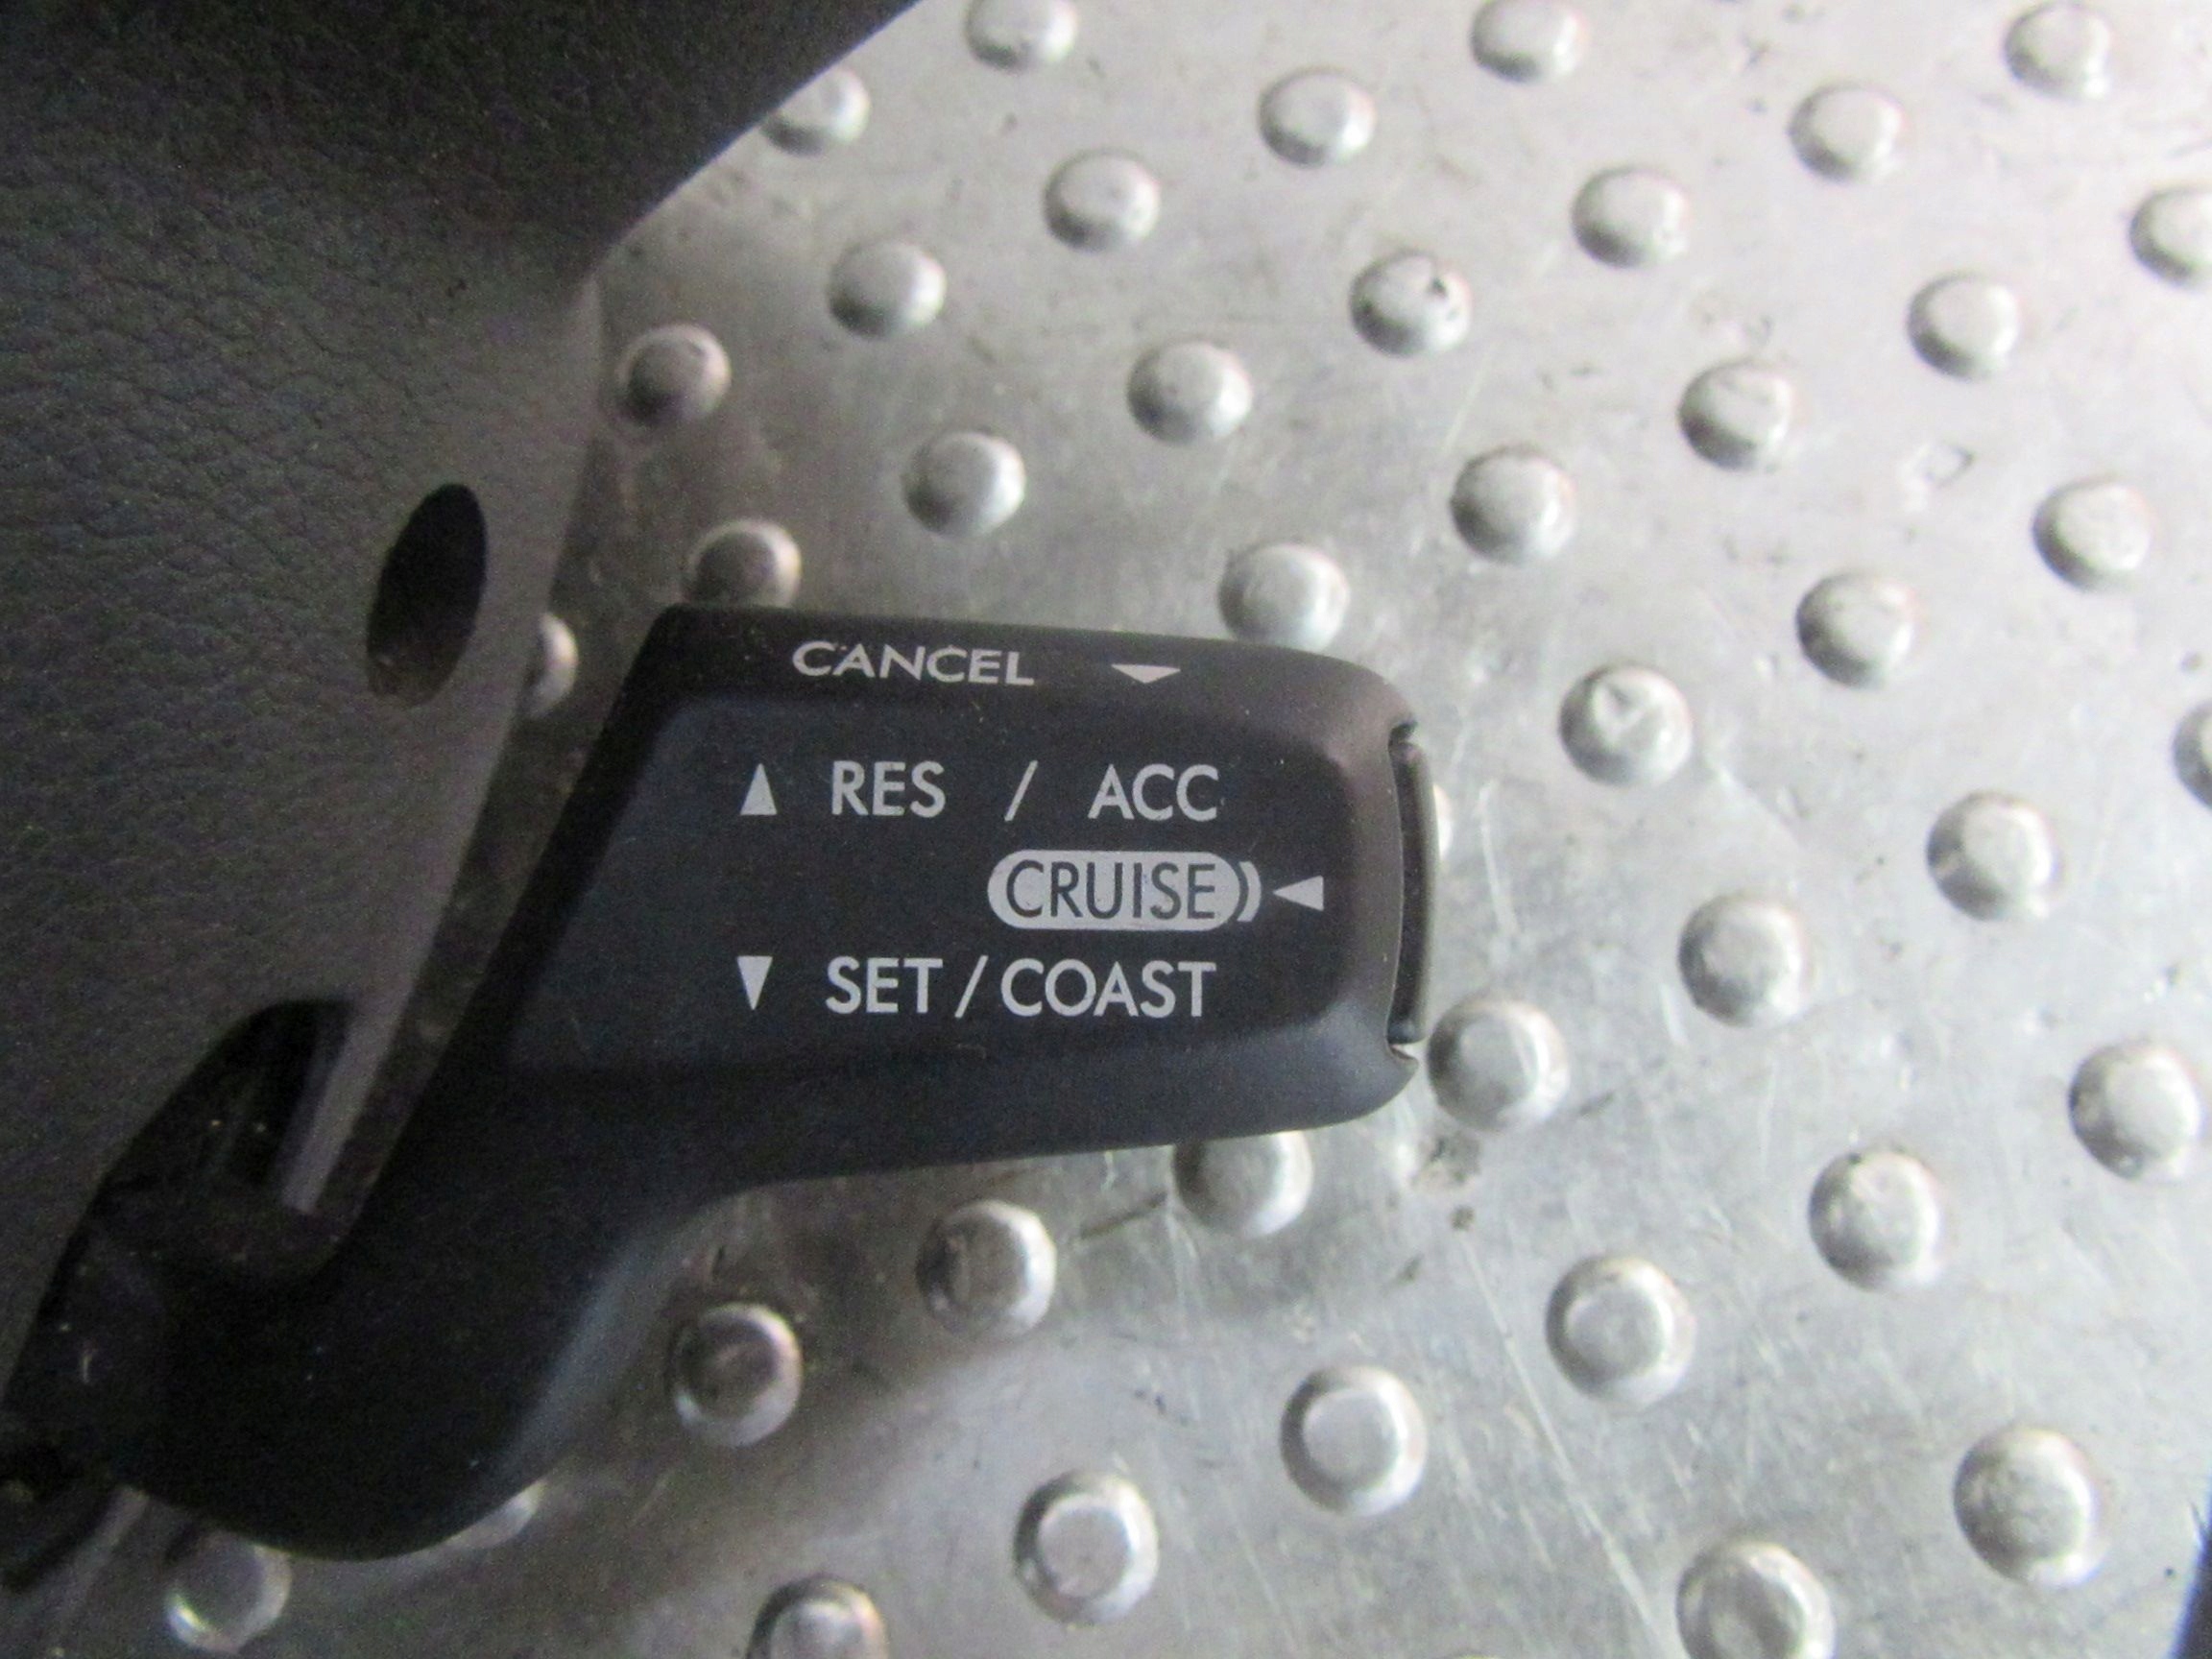 CANCEL
RES / ACC
CRUISE
SET / COAST